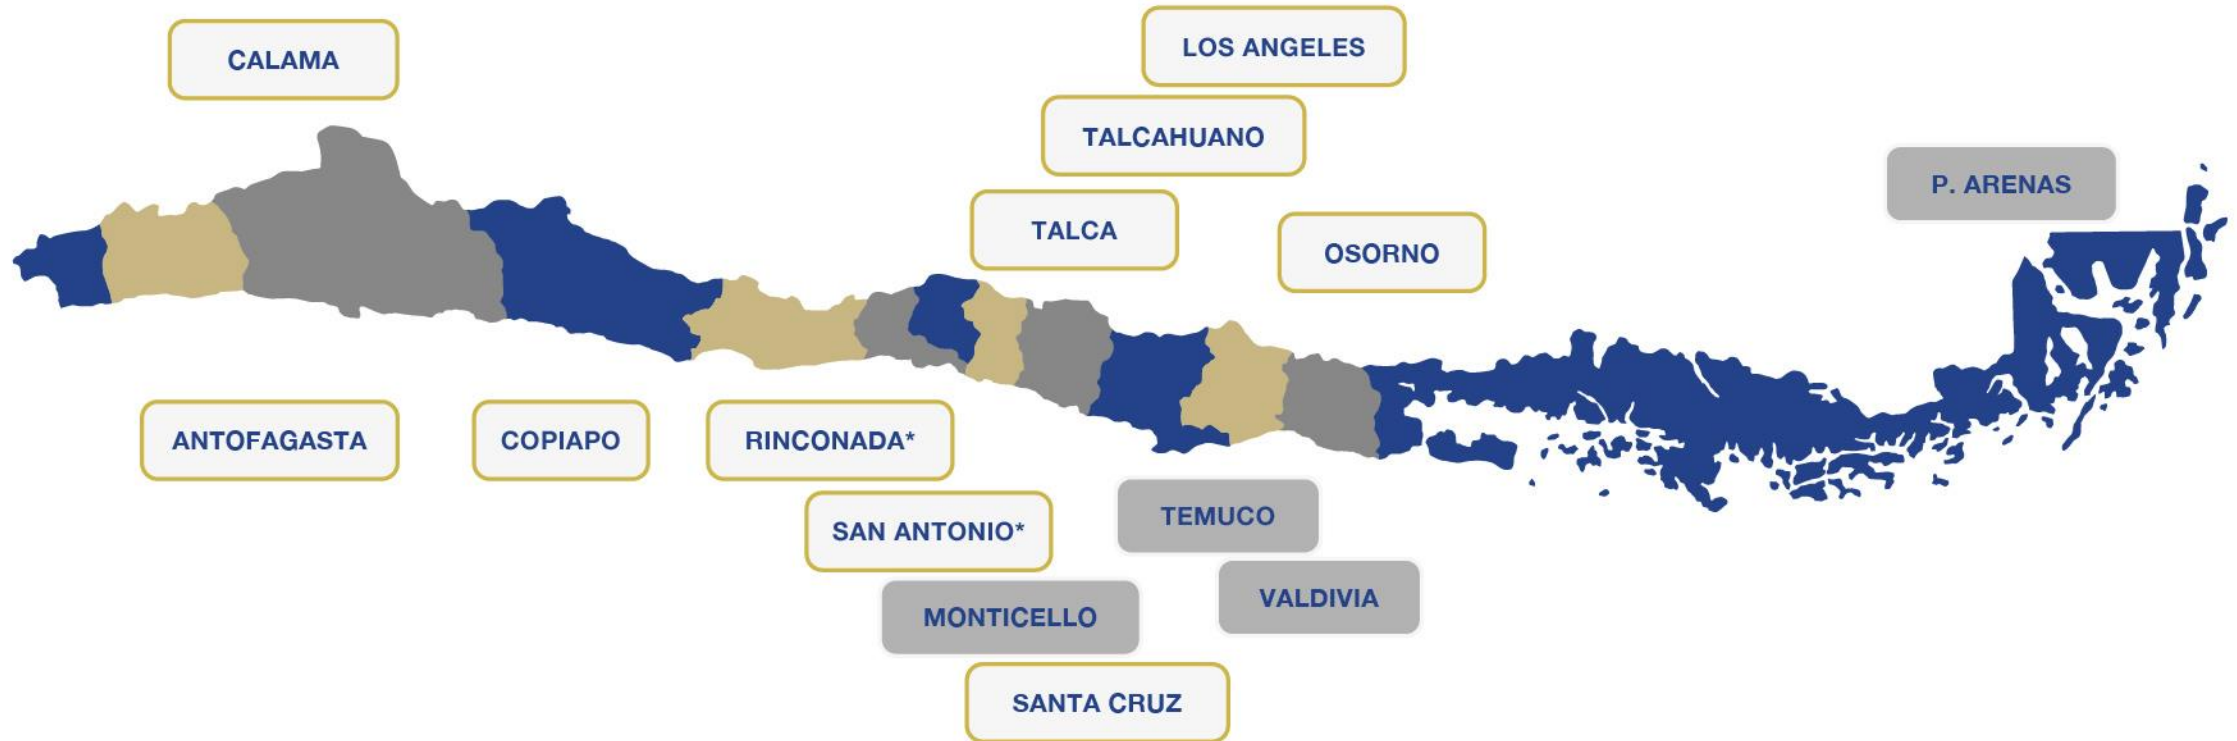 CALAMA
LOS ANGELES
TALCAHUANO
TALCA
OSORNO
P. ARENAS
ANTOFAGASTA
COPIAPO
RINCONADA*
SAN ANTONIO*
TEMUCO
VALDIVIA
MONTICELLO
SANTA CRUZ